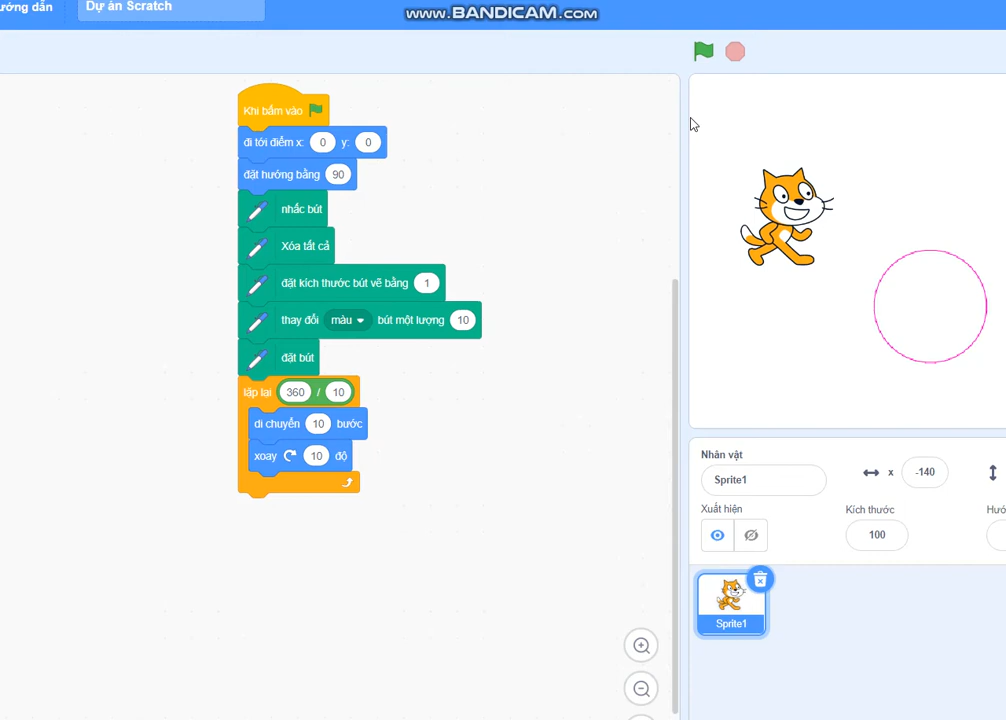 ướng dẫn
Dự án Scratch
www.BANDICAM.com
Khi bấm vào
đi tới điểm x: 0 y: 0
đặt hướng bằng 90
nhấc bút
Xóa tất cả
đặt kích thước bút vẽ bằng 1
thay đổi màu bút một lượng 10
đặt bút
lặp lại 360 / 10
di chuyển 10 bước
xoay 10 độ
Nhân vật
Sprite1
x -140
Xuất hiện
Kích thước
Hướ
100
Sprite1